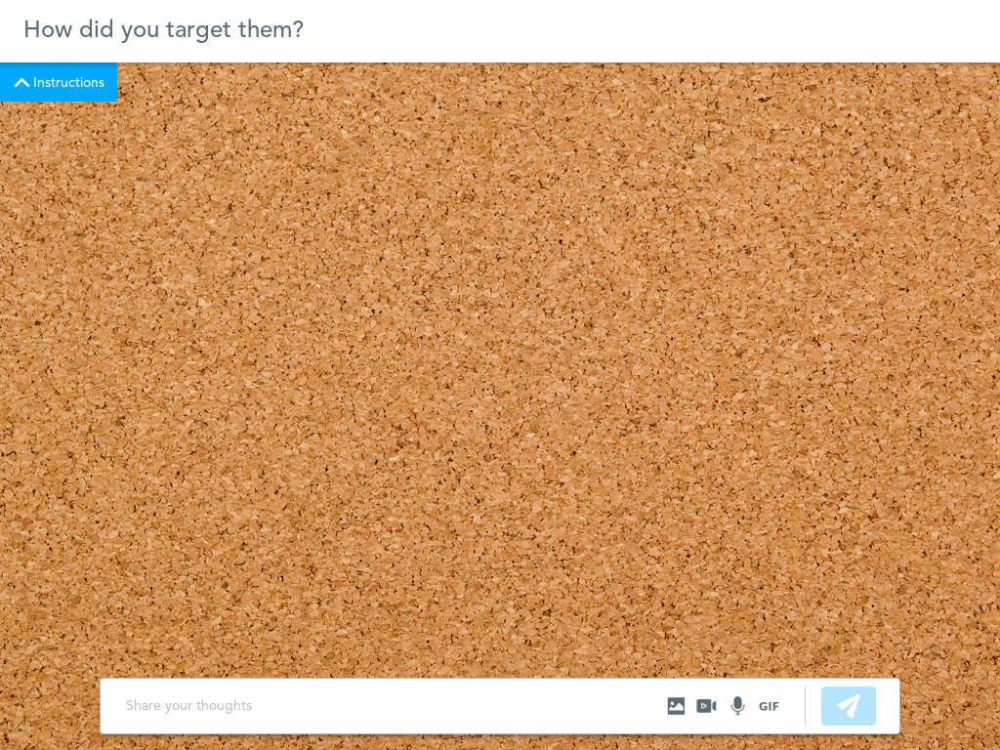 How did you target them?
Instructions
Share your thoughts
GIF